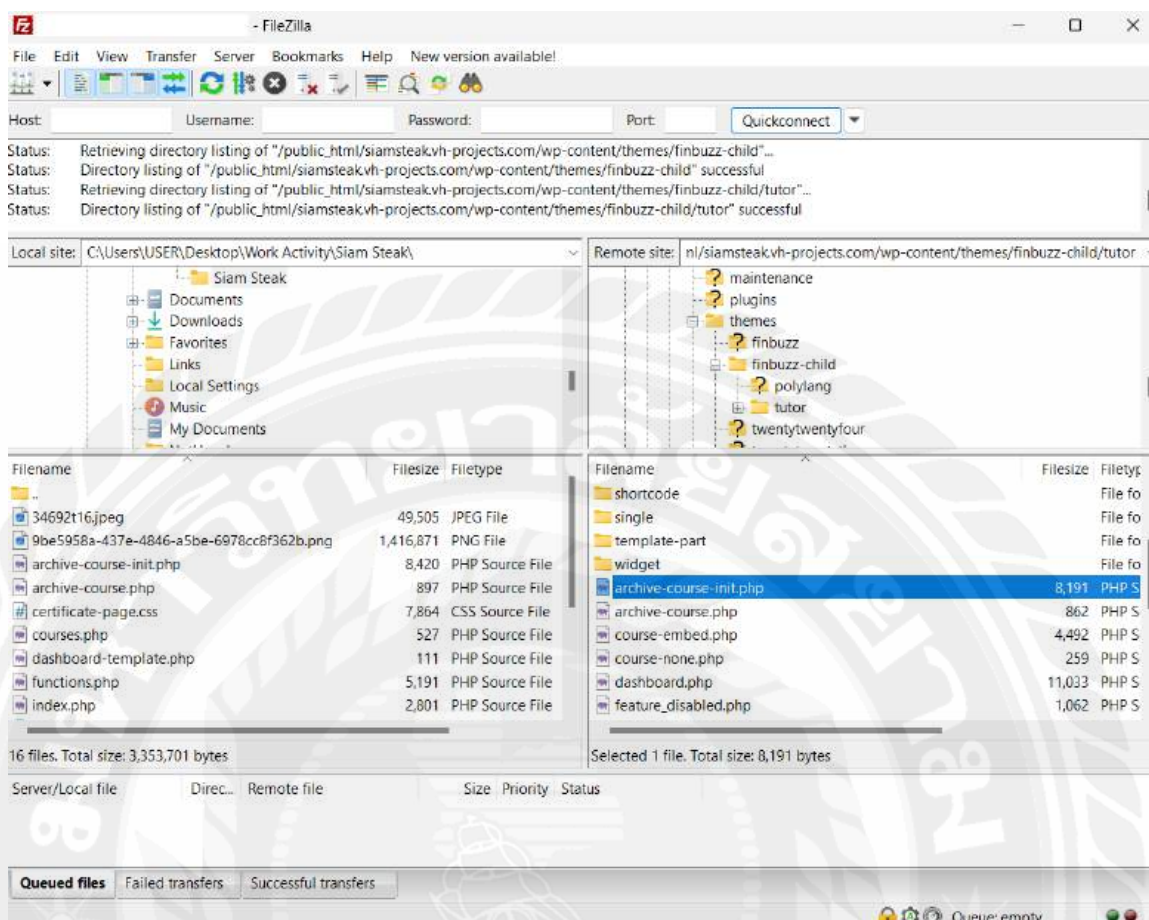 - FileZilla
File Edit View Transfer Server Bookmarks Help New version available!
Host: Username: Password: Port: Quickconnect
Status: Retrieving directory listing of "/public_html/siamsteak.vh-projects.com/wp-content/themes/finbuzz-child"...
Status: Directory listing of "/public_html/siamsteak.vh-projects.com/wp-content/themes/finbuzz-child" successful
Status: Retrieving directory listing of "/public_html/siamsteak.vh-projects.com/wp-content/themes/finbuzz-child/tutor"...
Status: Directory listing of "/public_html/siamsteak.vh-projects.com/wp-content/themes/finbuzz-child/tutor" successful
Local site: C:\Users\USER\Desktop\Work Activity\Siam Steak\
Siam Steak
Documents
Downloads
Favorites
Links
Local Settings
Music
My Documents
Remote site: nl/siamsteak.vh-projects.com/wp-content/themes/finbuzz-child/tutor
maintenance
plugins
themes
finbuzz
finbuzz-child
polylang
tutor
twentytwentyfour
Filename Filesize Filetype
..
34692t16.jpeg 49,505 JPEG File
9be5958a-437e-4846-a5be-6978cc8f362b.png 1,416,871 PNG File
archive-course-init.php 8,420 PHP Source File
archive-course.php 897 PHP Source File
certificate-page.css 7,864 CSS Source File
courses.php 527 PHP Source File
dashboard-template.php 111 PHP Source File
functions.php 5,191 PHP Source File
index.php 2,801 PHP Source File
16 files. Total size: 3,353,701 bytes
Filename Filesize Filetyp
shortcode File fo
single File fo
template-part File fo
widget File fo
archive-course-init.php 8,191 PHP S
archive-course.php 862 PHP S
course-embed.php 4,492 PHP S
course-none.php 259 PHP S
dashboard.php 11,033 PHP S
feature_disabled.php 1,062 PHP S
Selected 1 file. Total size: 8,191 bytes
Server/Local file Direc... Remote file Size Priority Status
Queued files Failed transfers Successful transfers
Queue: empty